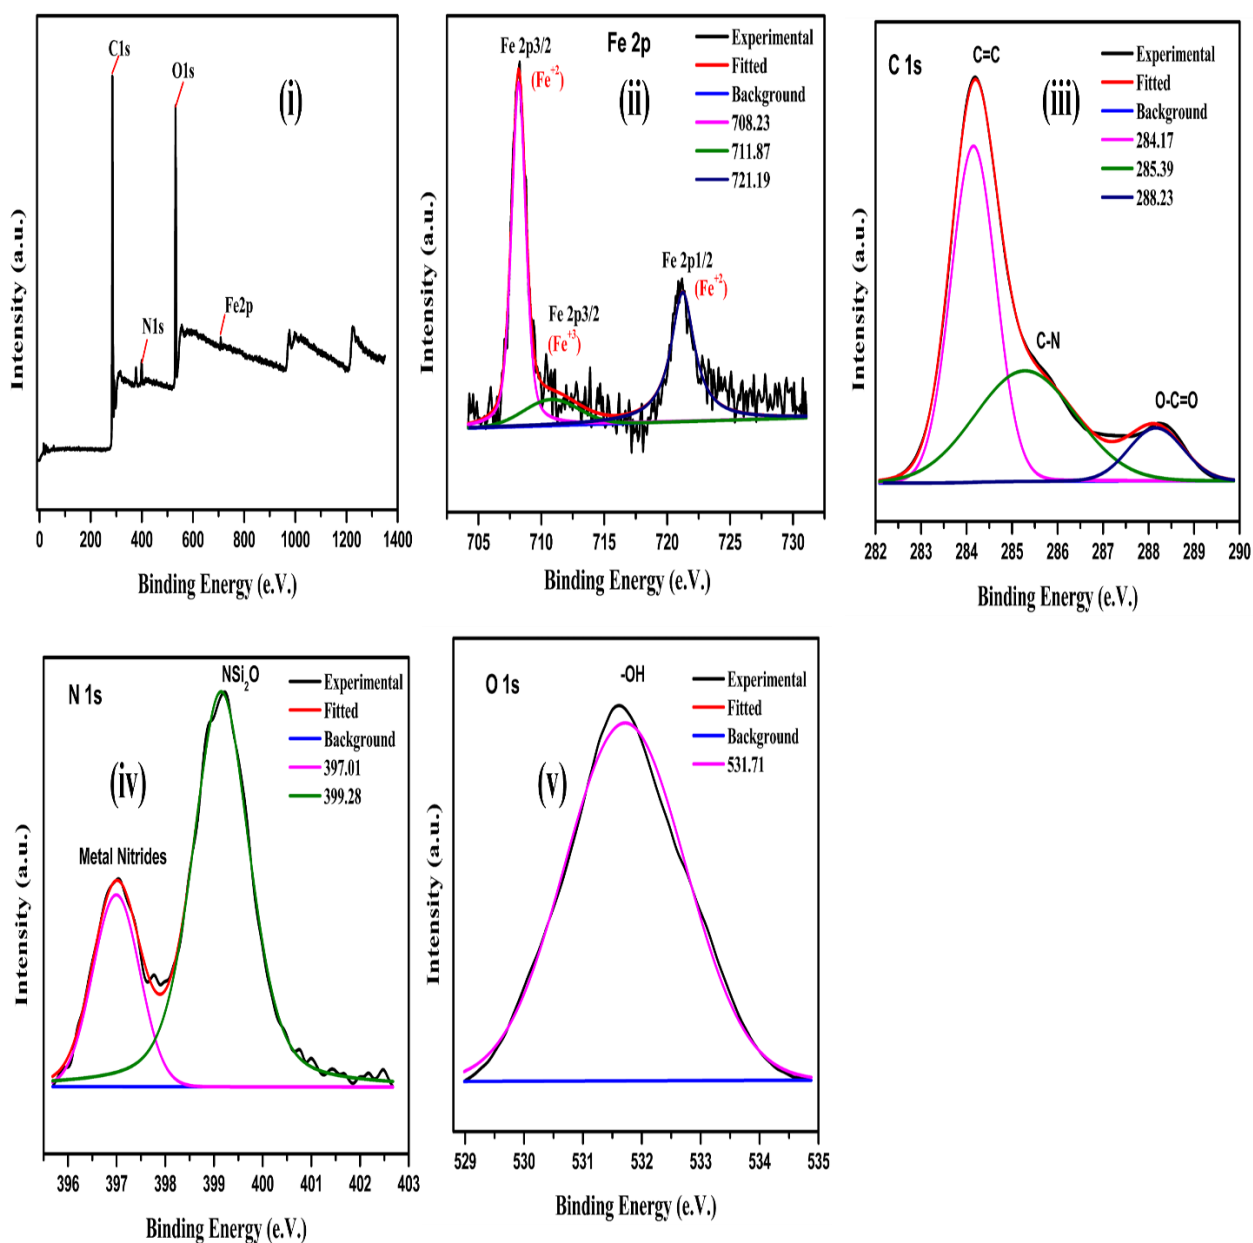 C1s
O1s
(i)
N1s
Fe2p
Intensity (a.u.)
0 200 400 600 800 1000 1200 1400
Binding Energy (e.V.)
Fe 2p3/2
(Fe+2)
Fe 2p
(ii)
Experimental
Fitted
Background
708.23
711.87
721.19
Fe 2p1/2
(Fe+2)
Fe 2p3/2
(Fe+3)
Intensity (a.u.)
705 710 715 720 725 730
Binding Energy (e.V.)
C 1s
C=C
(iii)
Experimental
Fitted
Background
284.17
285.39
288.23
C-N
O-C=O
Intensity (a.u.)
282 283 284 285 286 287 288 289 290
Binding Energy (e.V.)
N 1s
NSi2O
(iv)
Experimental
Fitted
Background
397.01
399.28
Metal Nitrides
Intensity (a.u.)
396 397 398 399 400 401 402 403
Binding Energy (e.V.)
O 1s
-OH
(v)
Experimental
Fitted
Background
531.71
Intensity (a.u.)
529 530 531 532 533 534 535
Binding Energy (e.V.)